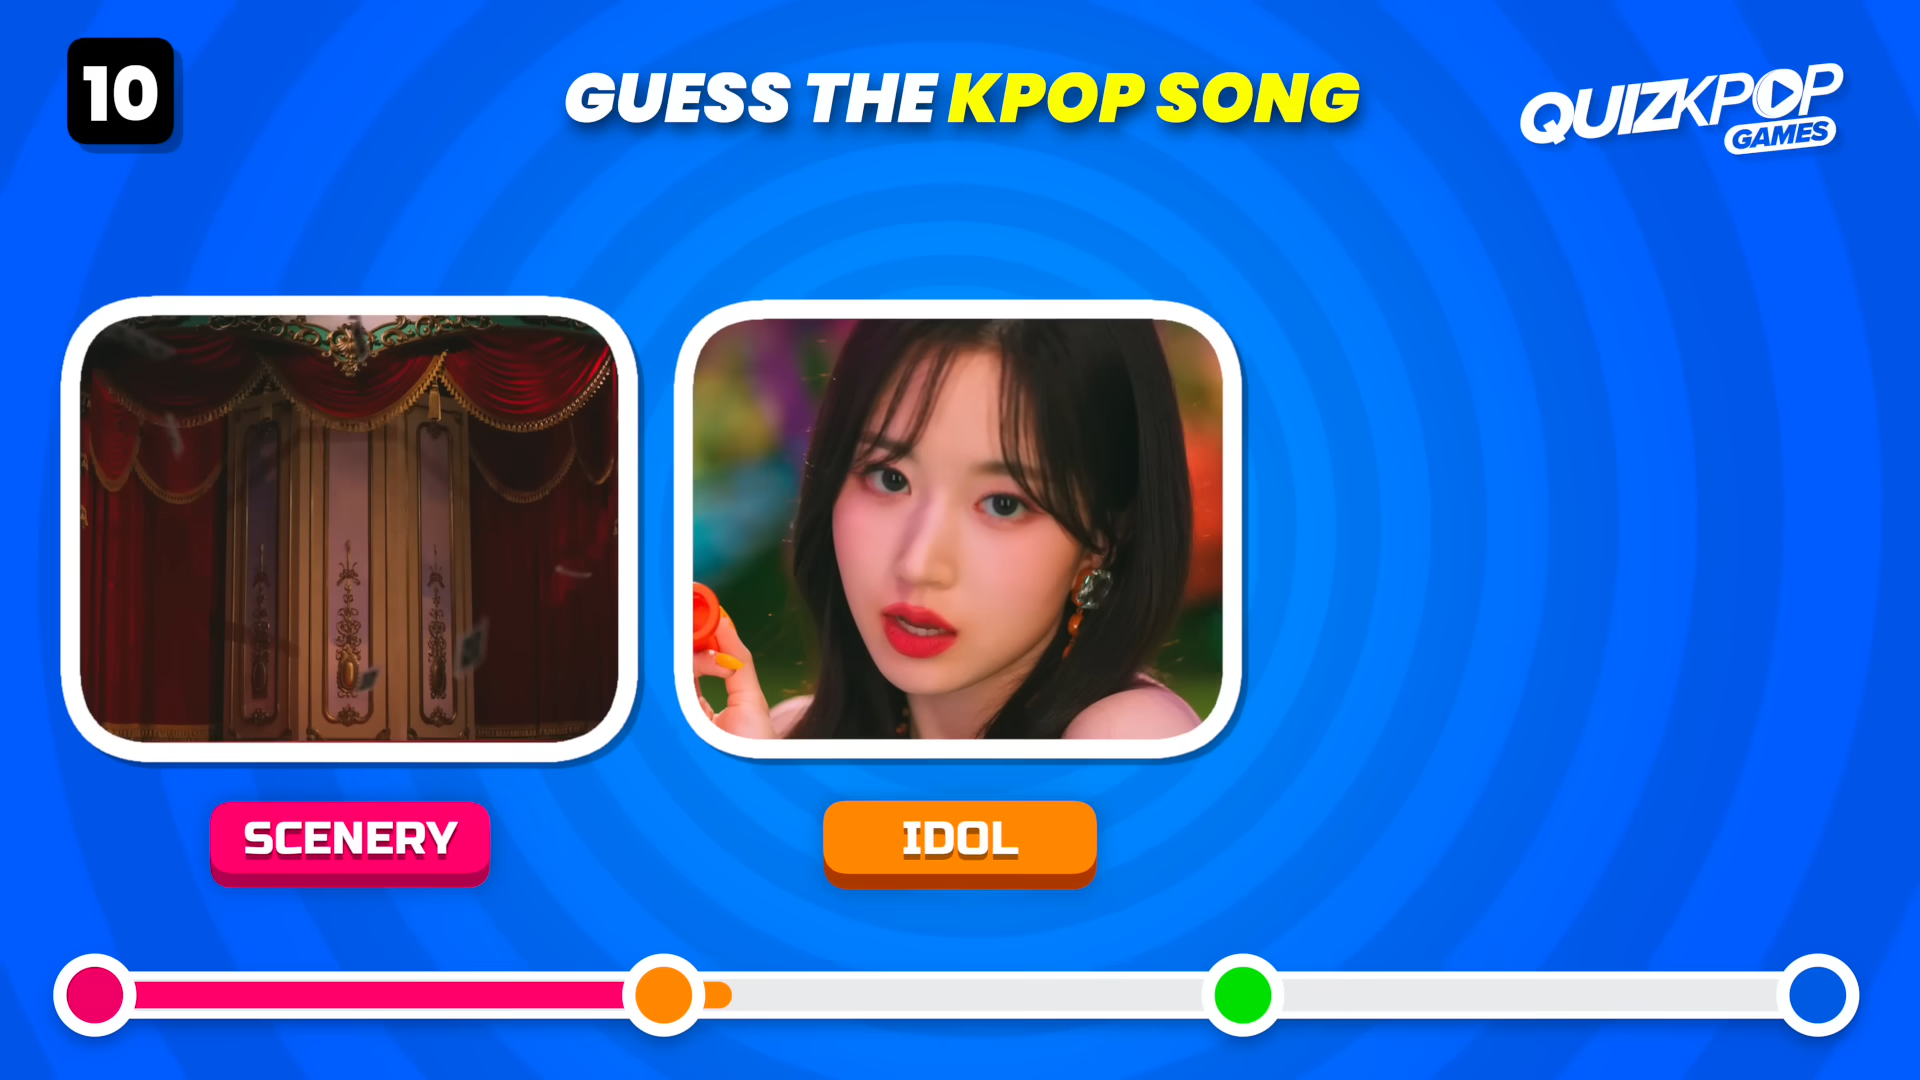 10
GUESS THE KPOP SONG
QUIZKPOP
GAMES
SCENERY
IDOL